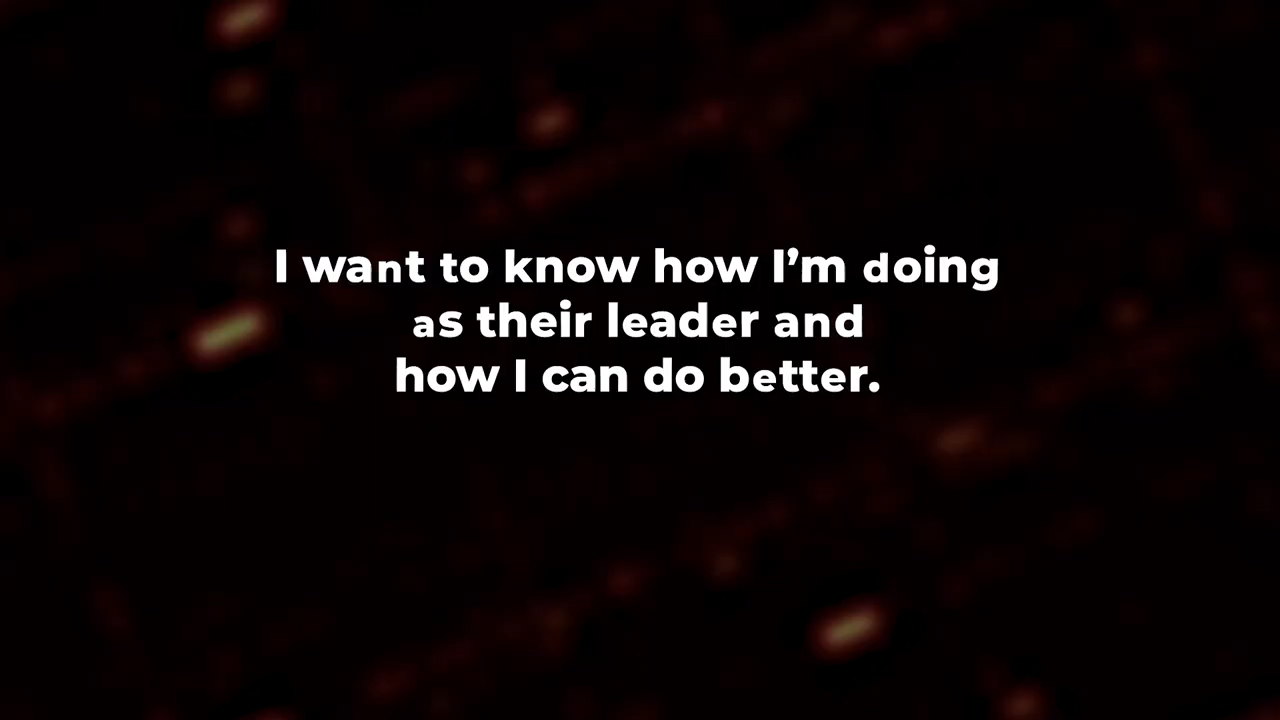 I want to know how I’m doing
as their leader and
how I can do better.